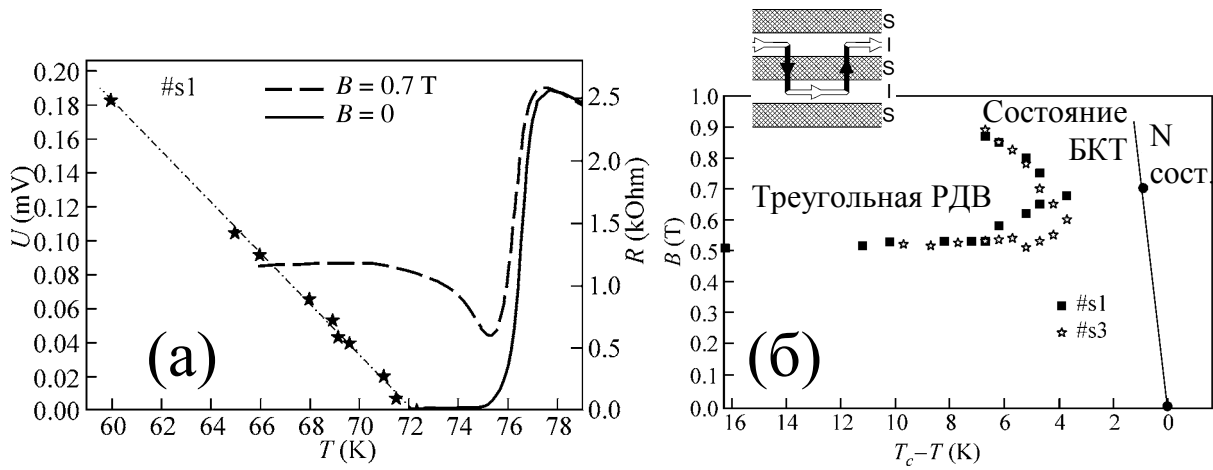 #s1
B = 0.7 T
B = 0
0.20
0.18
0.16
0.14
0.12
0.10
0.08
0.06
0.04
0.02
0.00
U (mV)
2.5
2.0
1.5
1.0
0.5
0.0
R (kOhm)
60 62 64 66 68 70 72 74 76 78
T (K)
(а)
S
I
S
I
S
1.0
0.9
0.8
0.7
0.6
0.5
0.4
0.3
0.2
0.1
0
B (T)
Состояние
БКТ
N
сост.
Треугольная РДВ
#s1
#s3
(б)
16 14 12 10 8 6 4 2 0
Tc–T (K)